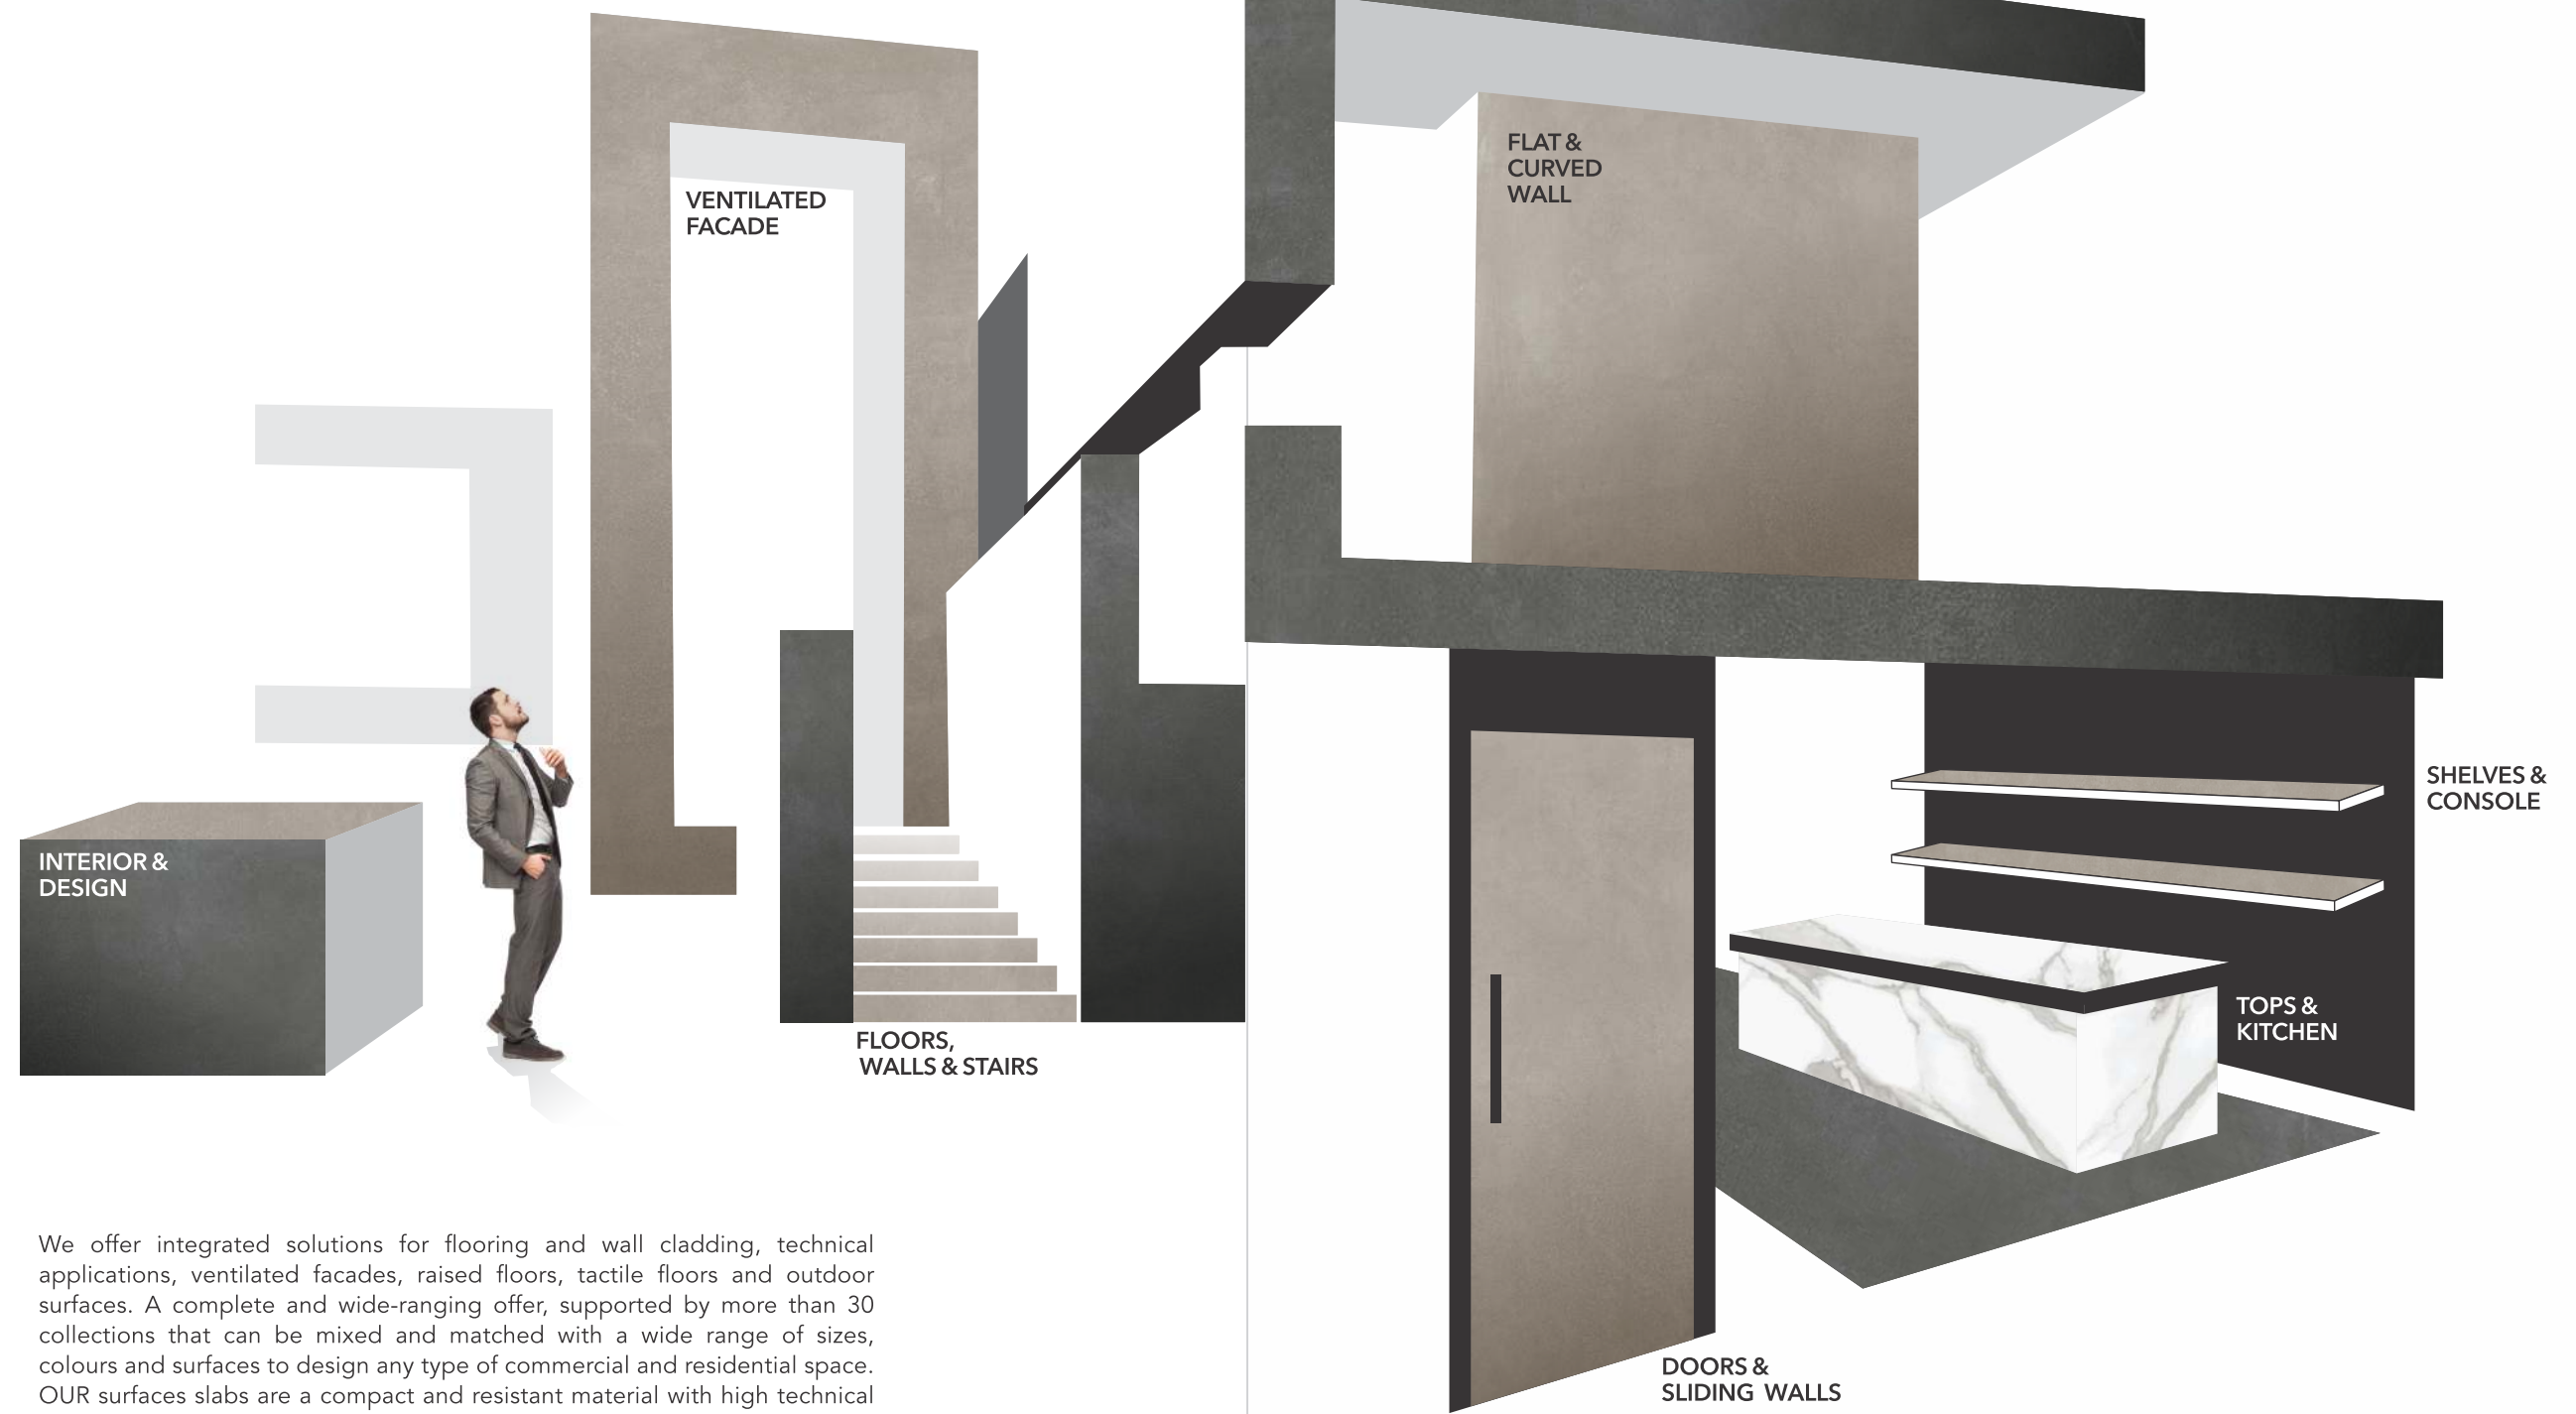 VENTILATED
FACADE
FLAT &
CURVED
WALL
INTERIOR &
DESIGN
SHELVES &
CONSOLE
TOPS &
KITCHEN
FLOORS,
WALLS & STAIRS
DOORS &
SLIDING WALLS
We offer integrated solutions for flooring and wall cladding, technical
applications, ventilated facades, raised floors, tactile floors and outdoor
surfaces. A complete and wide-ranging offer, supported by more than 30
collections that can be mixed and matched with a wide range of sizes,
colours and surfaces to design any type of commercial and residential space.
OUR surfaces slabs are a compact and resistant material with high technical